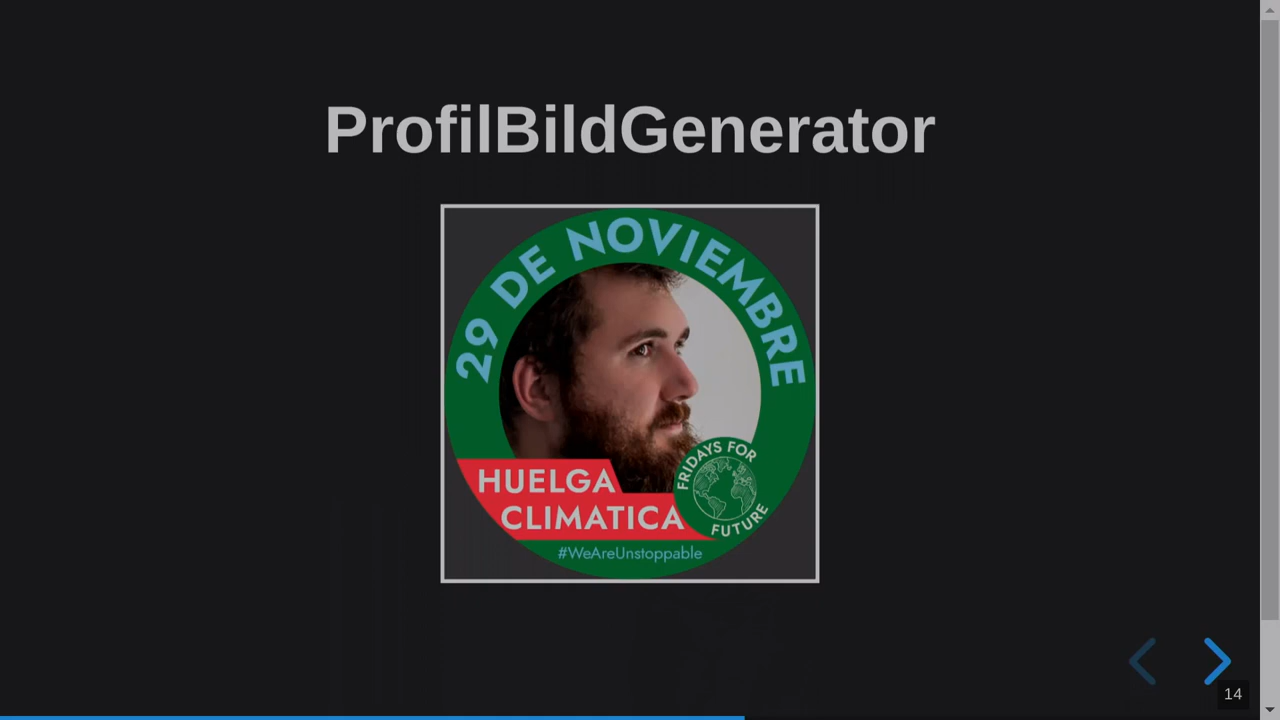 ProfilBildGenerator
29 DE NOVIEMBRE
HUELGA
CLIMATICA
FRIDAYS FOR
FUTURE
#WeAreUnstoppable
14